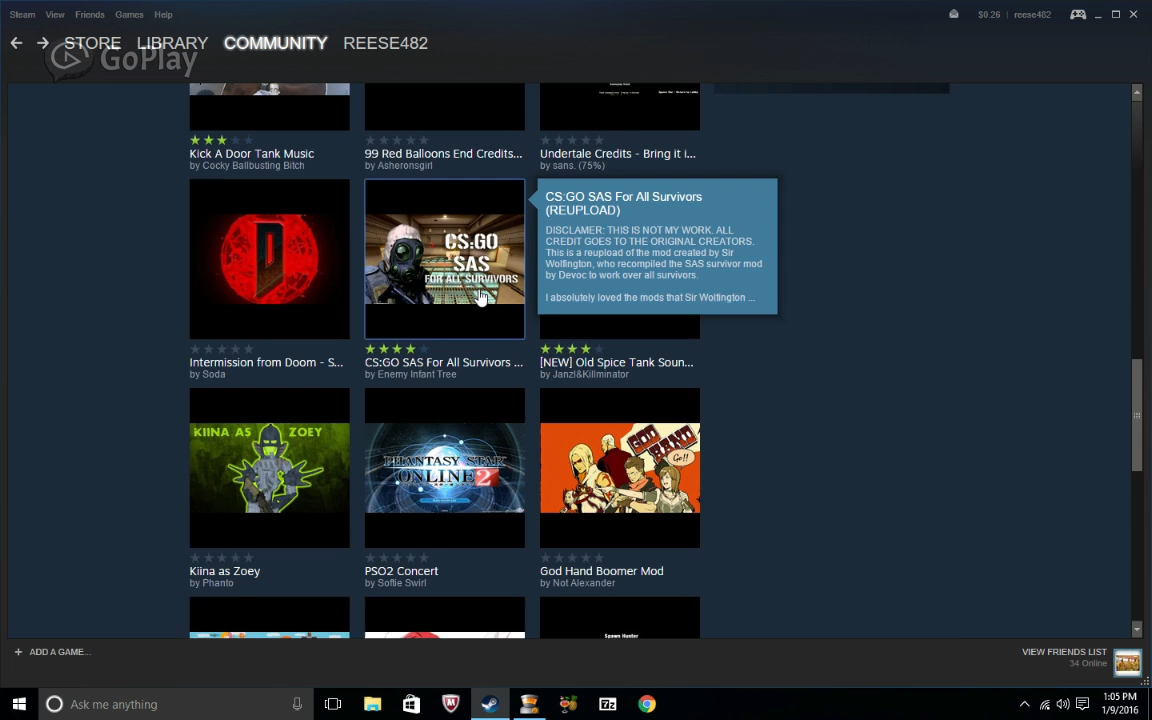 Steam View Friends Games Help
$0.26 | reese482
STORE LIBRARY COMMUNITY REESE482
GoPlay
Kick A Door Tank Music
by Cocky Ballbusting Bitch
99 Red Balloons End Credits...
by Asheronsgirl
Undertale Credits - Bring it i...
by sans. (75%)
CS:GO
SAS
FOR ALL SURVIVORS
CS:GO SAS For All Survivors
(REUPLOAD)
DISCLAMER: THIS IS NOT MY WORK. ALL
CREDIT GOES TO THE ORIGINAL CREATORS.
This is a reupload of the mod created by Sir
Wolfington, who recompiled the SAS survivor mod
by Devoc to work over all survivors.
I absolutely loved the mods that Sir Wolfington ...
Intermission from Doom - S...
by Soda
CS:GO SAS For All Survivors ...
by Enemy Infant Tree
[NEW] Old Spice Tank Soun...
by Janzl&Killminator
KIINA AS ZOEY
PHANTASY STAR
ONLINE 2
GOD
HAND
Go!!
Kiina as Zoey
by Phanto
PSO2 Concert
by Softie Swirl
God Hand Boomer Mod
by Not Alexander
Spawn Hunter
+ ADD A GAME...
VIEW FRIENDS LIST
34 Online
Ask me anything
7z
1:05 PM
1/9/2016